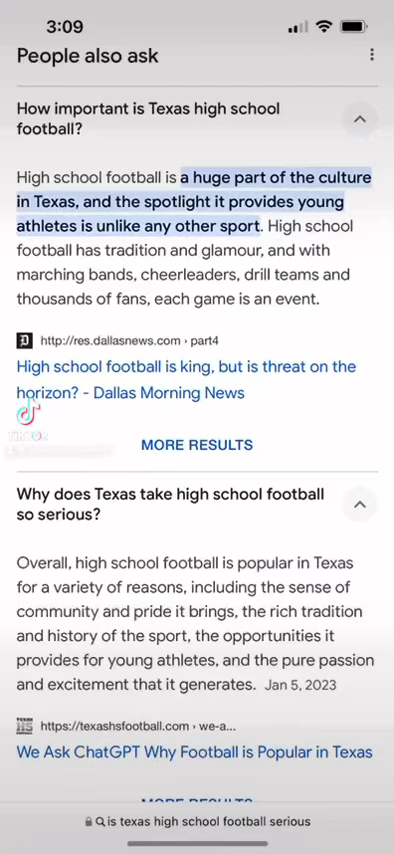 3:09
People also ask
How important is Texas high school
football?
High school football is a huge part of the culture
in Texas, and the spotlight it provides young
athletes is unlike any other sport. High school
football has tradition and glamour, and with
marching bands, cheerleaders, drill teams and
thousands of fans, each game is an event.
http://res.dallasnews.com › part4
High school football is king, but is threat on the
horizon? - Dallas Morning News
TikTok
MORE RESULTS
Why does Texas take high school football
so serious?
Overall, high school football is popular in Texas
for a variety of reasons, including the sense of
community and pride it brings, the rich tradition
and history of the sport, the opportunities it
provides for young athletes, and the pure passion
and excitement that it generates. Jan 5, 2023
https://texashsfootball.com › we-a...
We Ask ChatGPT Why Football is Popular in Texas
MORE RESULTS
is texas high school football serious